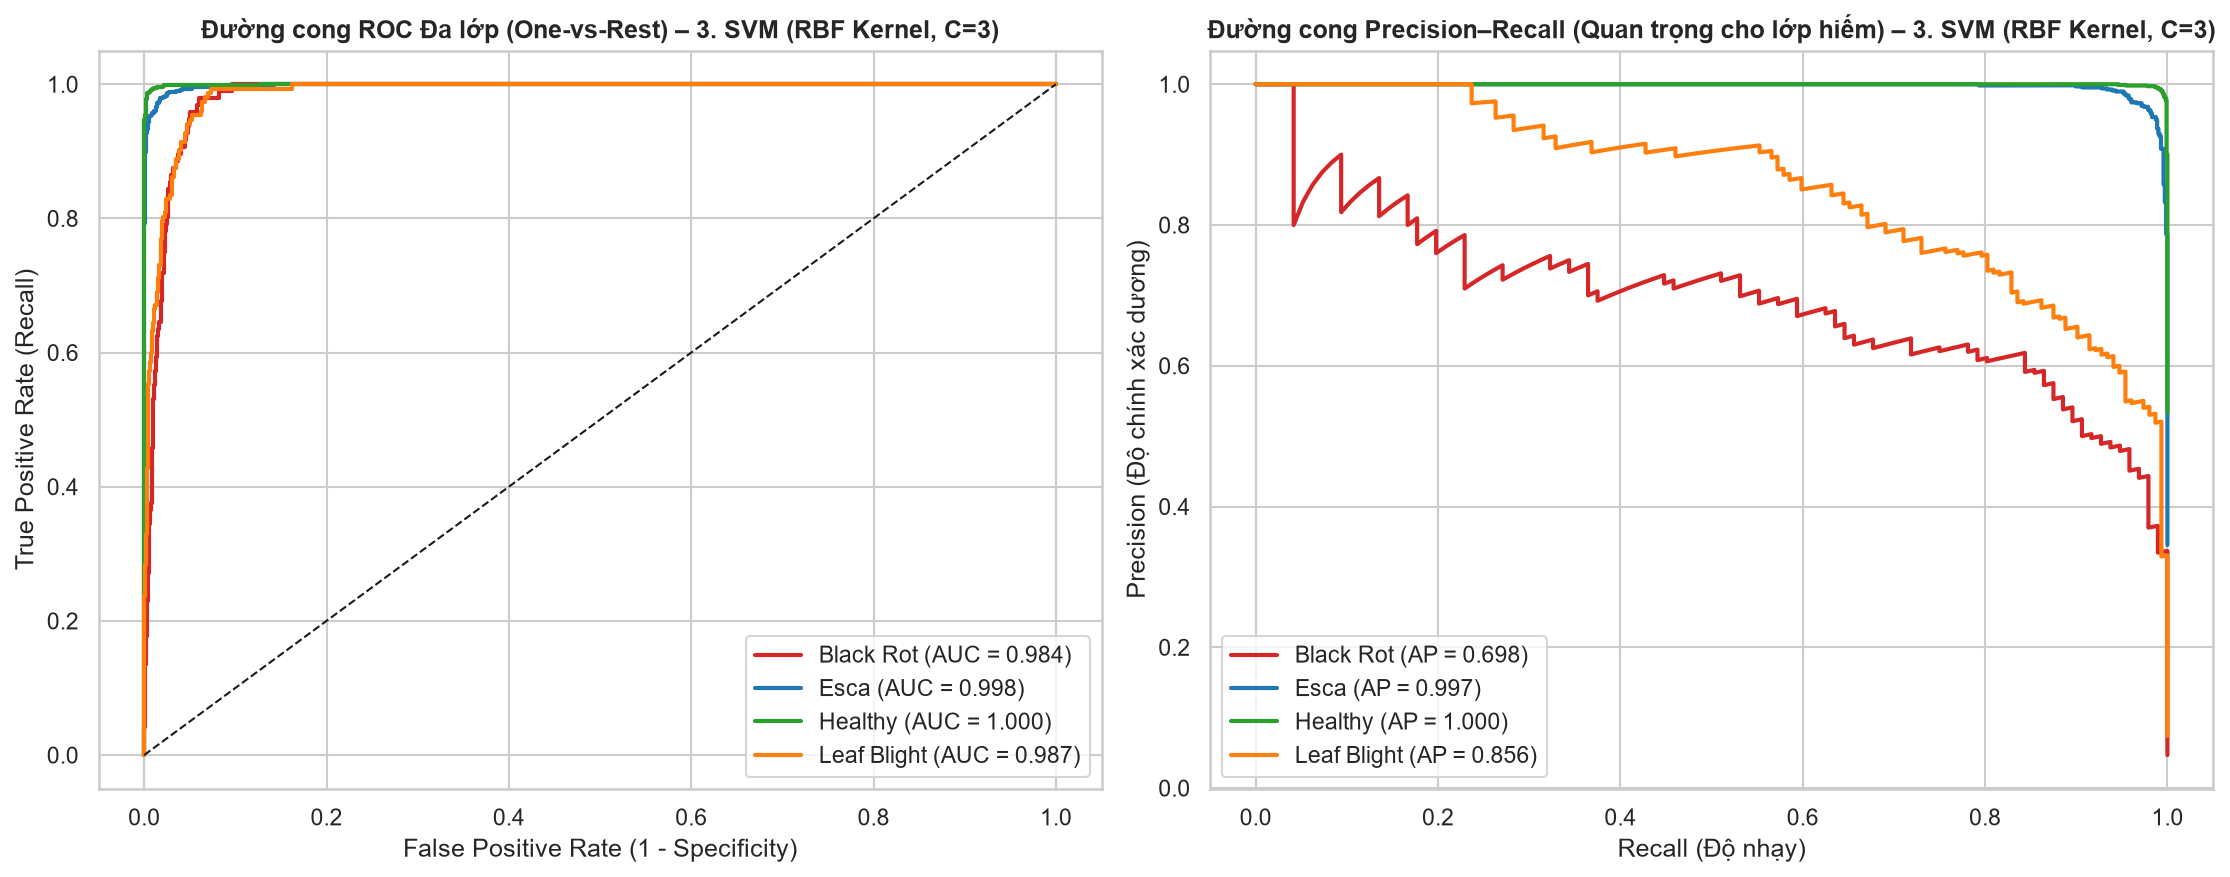 Đường cong ROC Đa lớp (One-vs-Rest) – 3. SVM (RBF Kernel, C=3)
True Positive Rate (Recall)
1.0
0.8
0.6
0.4
0.2
0.0
0.0 0.2 0.4 0.6 0.8 1.0
False Positive Rate (1 - Specificity)
Black Rot (AUC = 0.984)
Esca (AUC = 0.998)
Healthy (AUC = 1.000)
Leaf Blight (AUC = 0.987)
Đường cong Precision–Recall (Quan trọng cho lớp hiếm) – 3. SVM (RBF Kernel, C=3)
Precision (Độ chính xác dương)
1.0
0.8
0.6
0.4
0.2
0.0
0.0 0.2 0.4 0.6 0.8 1.0
Recall (Độ nhạy)
Black Rot (AP = 0.698)
Esca (AP = 0.997)
Healthy (AP = 1.000)
Leaf Blight (AP = 0.856)